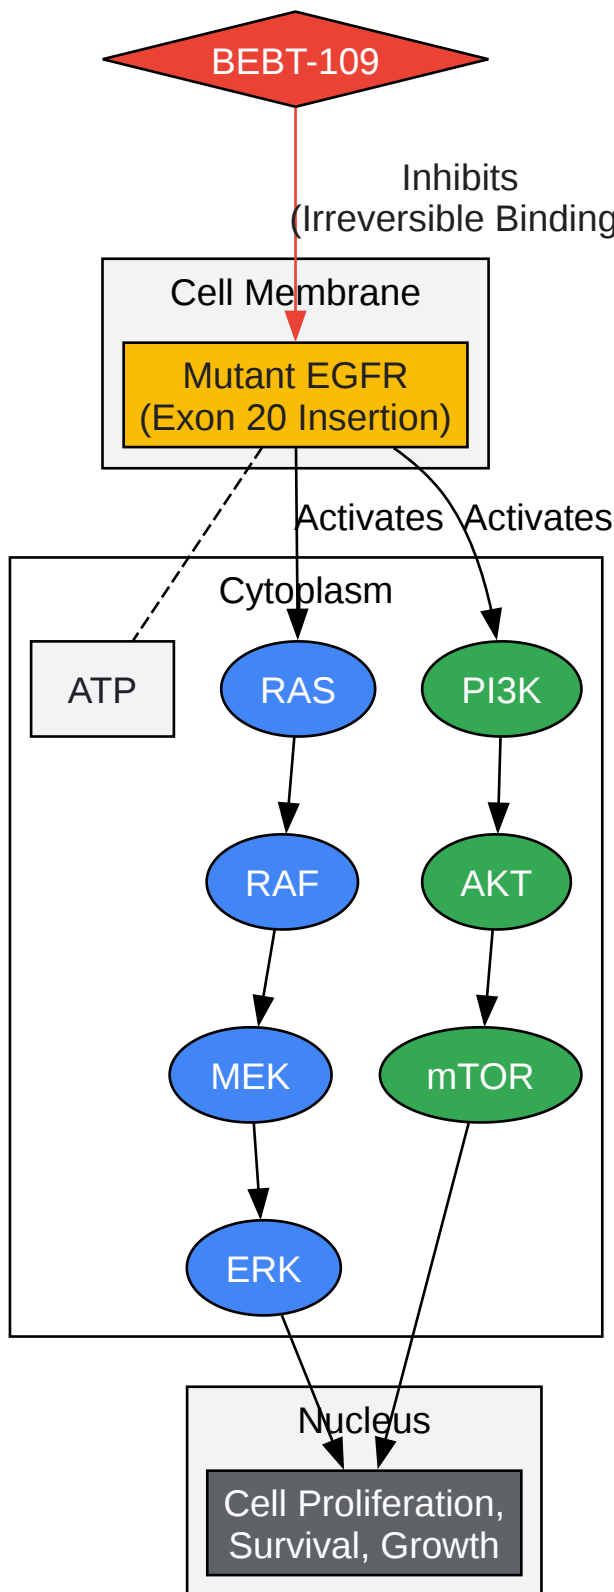 BEBT-109
Inhibits
(Irreversible Binding
Cell Membrane
Mutant EGFR
(Exon 20 Insertion)
Activates
Activates
Cytoplasm
ATP
RAS
PI3K
RAF
AKT
MEK
mTOR
ERK
Nucleus
Cell Proliferation,
Survival, Growth